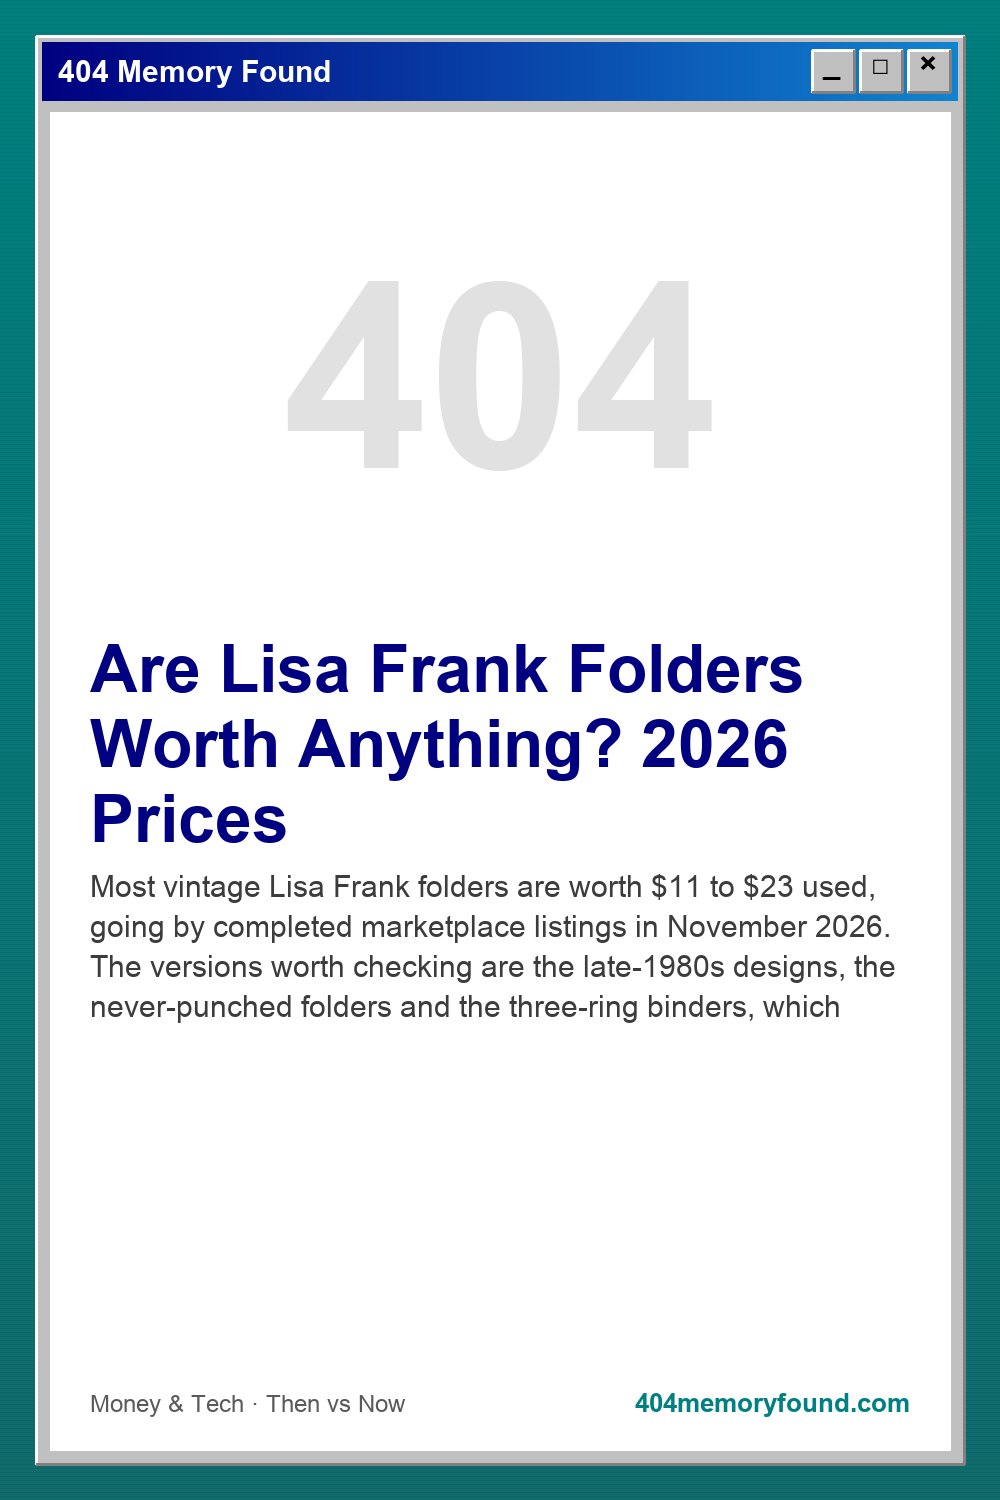 404 Memory Found
404
Are Lisa Frank Folders
Worth Anything? 2026
Prices
Most vintage Lisa Frank folders are worth $11 to $23 used,
going by completed marketplace listings in November 2026.
The versions worth checking are the late-1980s designs, the
never-punched folders and the three-ring binders, which
Money & Tech · Then vs Now
404memoryfound.com